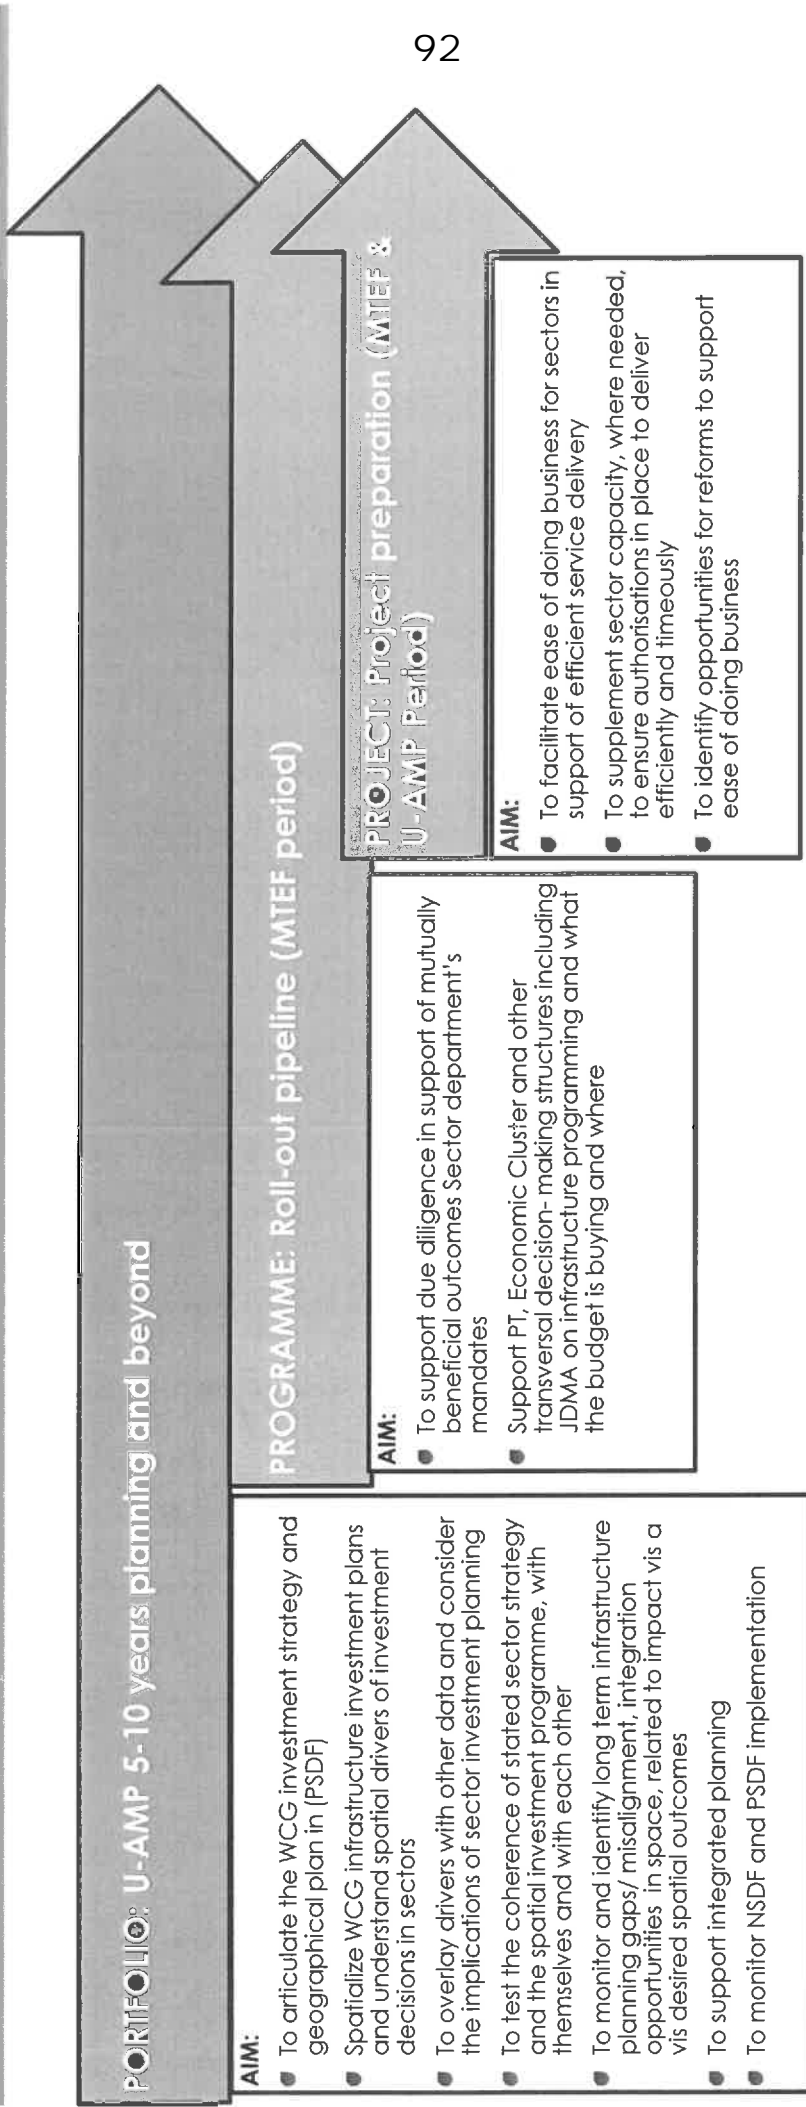 92
PORTFOLIO: U-AMP 5-10 years planning and beyond
AIM:
To articulate the WCG investment strategy and
geographical plan in (PSDF)
Spatialize WCG infrastructure investment plans
and understand spatial drivers of investment
decisions in sectors
To overlay drivers with other data and consider
the implications of sector investment planning
To test the coherence of stated sector strategy
and the spatial investment programme, with
themselves and with each other
To monitor and identify long term infrastructure
planning gaps/ misalignment, integration
opportunities in space, related to impact vis a
vis desired spatial outcomes
To support integrated planning
To monitor NSDF and PSDF implementation
PROGRAMME: Roll-out pipeline (MTEF period)
AIM:
To support due diligence in support of mutually
beneficial outcomes Sector department's
mandates
Support PT, Economic Cluster and other
transversal decision- making structures including
JDMA on infrastructure programming and what
the budget is buying and where
PROJECT: Project preparation (MTEF &
U-AMP Period)
AIM:
To facilitate ease of doing business for sectors in
support of efficient service delivery
To supplement sector capacity, where needed,
to ensure authorisations in place to deliver
efficiently and timeously
To identify opportunities for reforms to support
ease of doing business